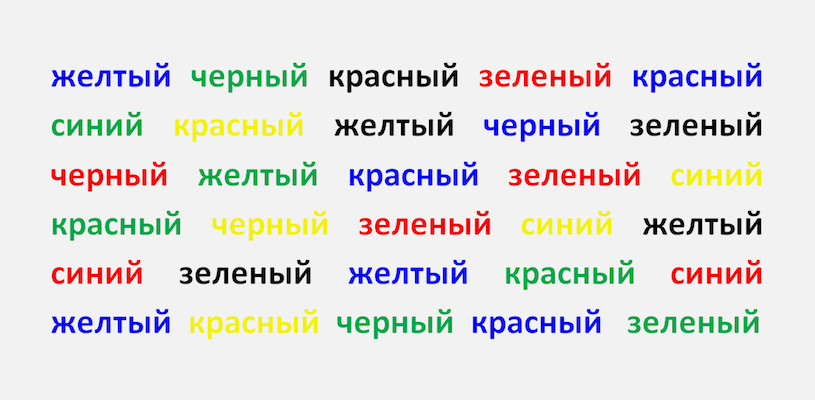 желтый черный красный зеленый красный
синий красный желтый черный зеленый
черный желтый красный зеленый синий
красный черный зеленый синий желтый
синий зеленый желтый красный синий
желтый красный черный красный зеленый